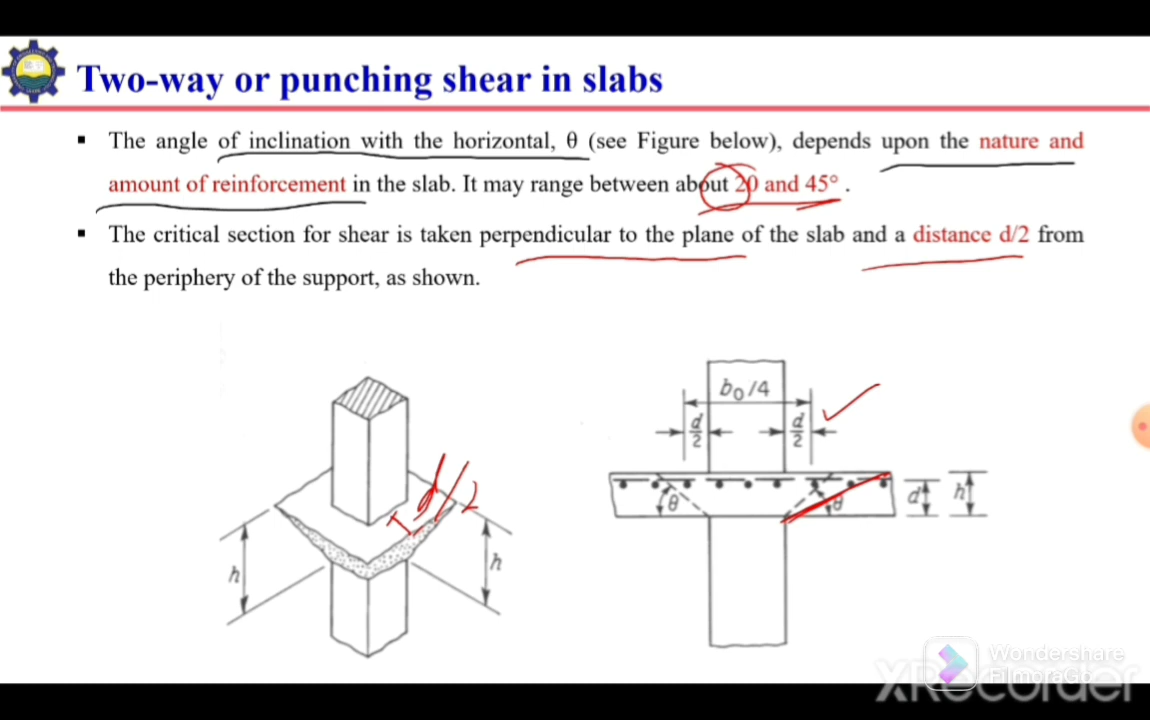 Two-way or punching shear in slabs
▪ The angle of inclination with the horizontal, θ (see Figure below), depends upon the nature and
amount of reinforcement in the slab. It may range between about 20 and 45° .
▪ The critical section for shear is taken perpendicular to the plane of the slab and a distance d/2 from
the periphery of the support, as shown.
b₀/4
d/2
d/2
d/2
θ
θ
d
h
h
h
Wondershare
FilmoraGo
XRecorder